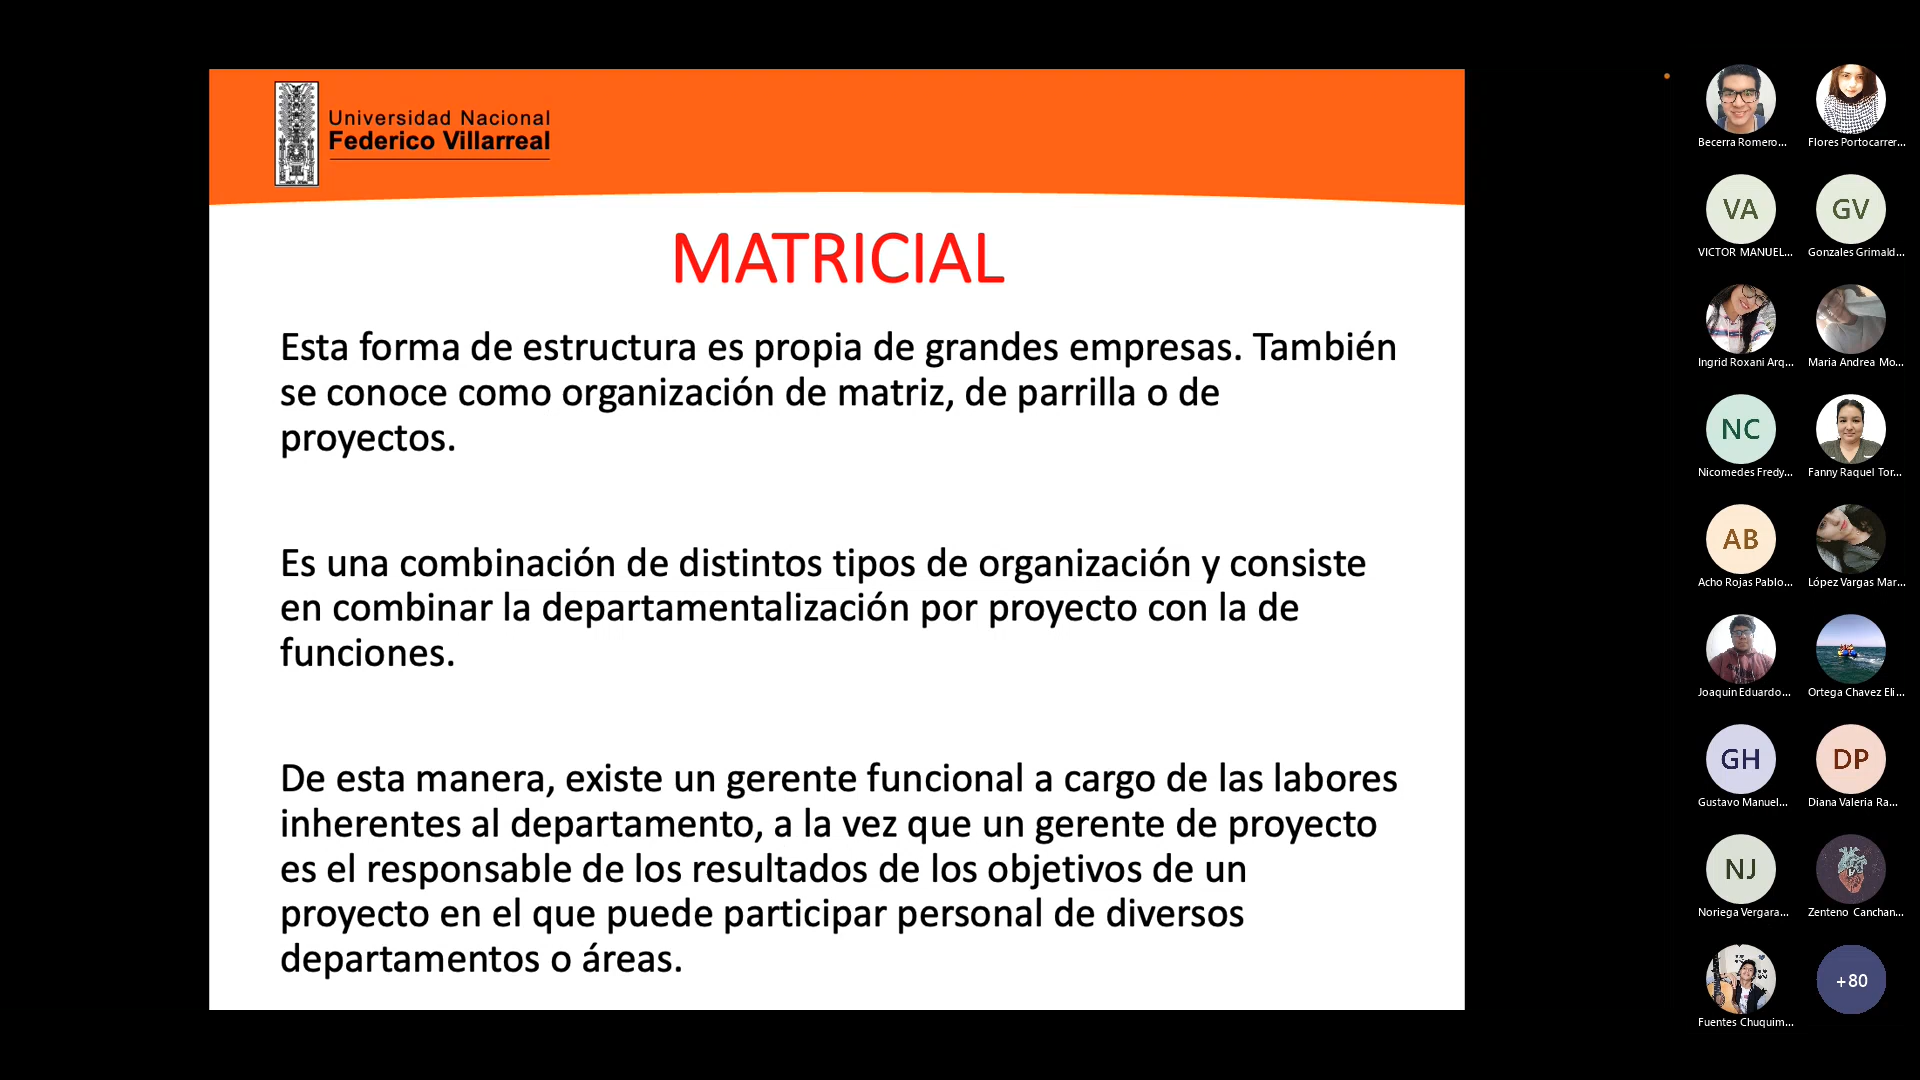 Universidad Nacional
Federico Villarreal
MATRICIAL
Esta forma de estructura es propia de grandes empresas. También
se conoce como organización de matriz, de parrilla o de
proyectos.
Es una combinación de distintos tipos de organización y consiste
en combinar la departamentalización por proyecto con la de
funciones.
De esta manera, existe un gerente funcional a cargo de las labores
inherentes al departamento, a la vez que un gerente de proyecto
es el responsable de los resultados de los objetivos de un
proyecto en el que puede participar personal de diversos
departamentos o áreas.
Becerra Romero...
Flores Portocarrer...
VA
VICTOR MANUEL...
GV
Gonzales Grimald...
Ingrid Roxani Arq...
Maria Andrea Mo...
NC
Nicomedes Fredy...
Fanny Raquel Tor...
AB
Acho Rojas Pablo...
López Vargas Mar...
Joaquin Eduardo...
Ortega Chavez Eli...
GH
Gustavo Manuel...
DP
Diana Valeria Ra...
NJ
Noriega Vergara...
Zenteno Canchan...
Fuentes Chuquim...
+80